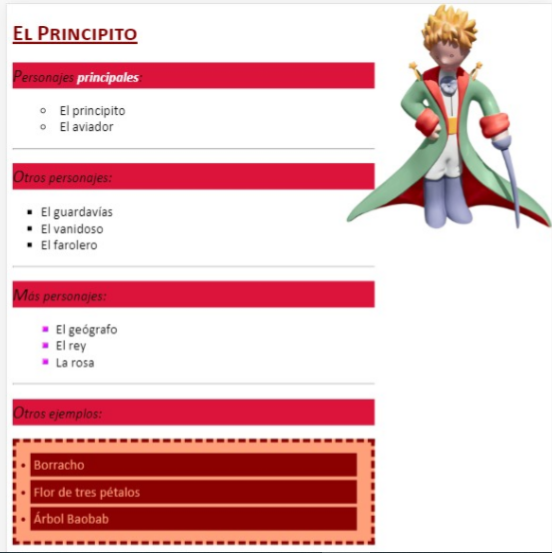 El Principito
Personajes principales:
El principito
El aviador
Otros personajes:
El guardavías
El vanidoso
El farolero
Más personajes:
El geógrafo
El rey
La rosa
Otros ejemplos:
Borracho
Flor de tres pétalos
Árbol Baobab